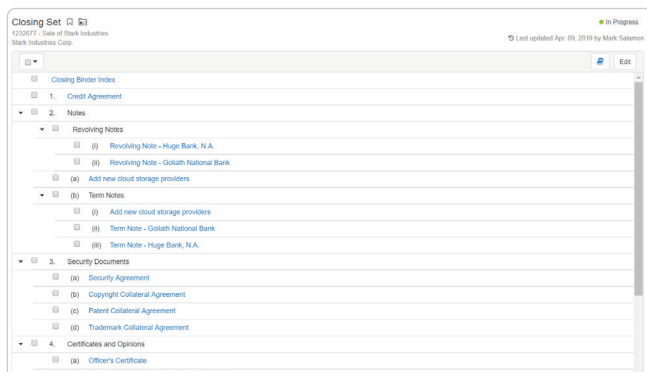 Closing Set
In Progress
1232677 - Sale of Stark Industries
Stark Industries Corp.
Last updated Apr. 09, 2019 by Mark Salamon
Edit
Closing Binder Index
1. Credit Agreement
2. Notes
Revolving Notes
(i) Revolving Note - Huge Bank, N.A.
(ii) Revolving Note - Goliath National Bank
(a) Add new cloud storage providers
(b) Term Notes
(i) Add new cloud storage providers
(ii) Term Note - Goliath National Bank
(iii) Term Note - Huge Bank, N.A.
3. Security Documents
(a) Security Agreement
(b) Copyright Collateral Agreement
(c) Patent Collateral Agreement
(d) Trademark Collateral Agreement
4. Certificates and Opinions
(a) Officer's Certificate